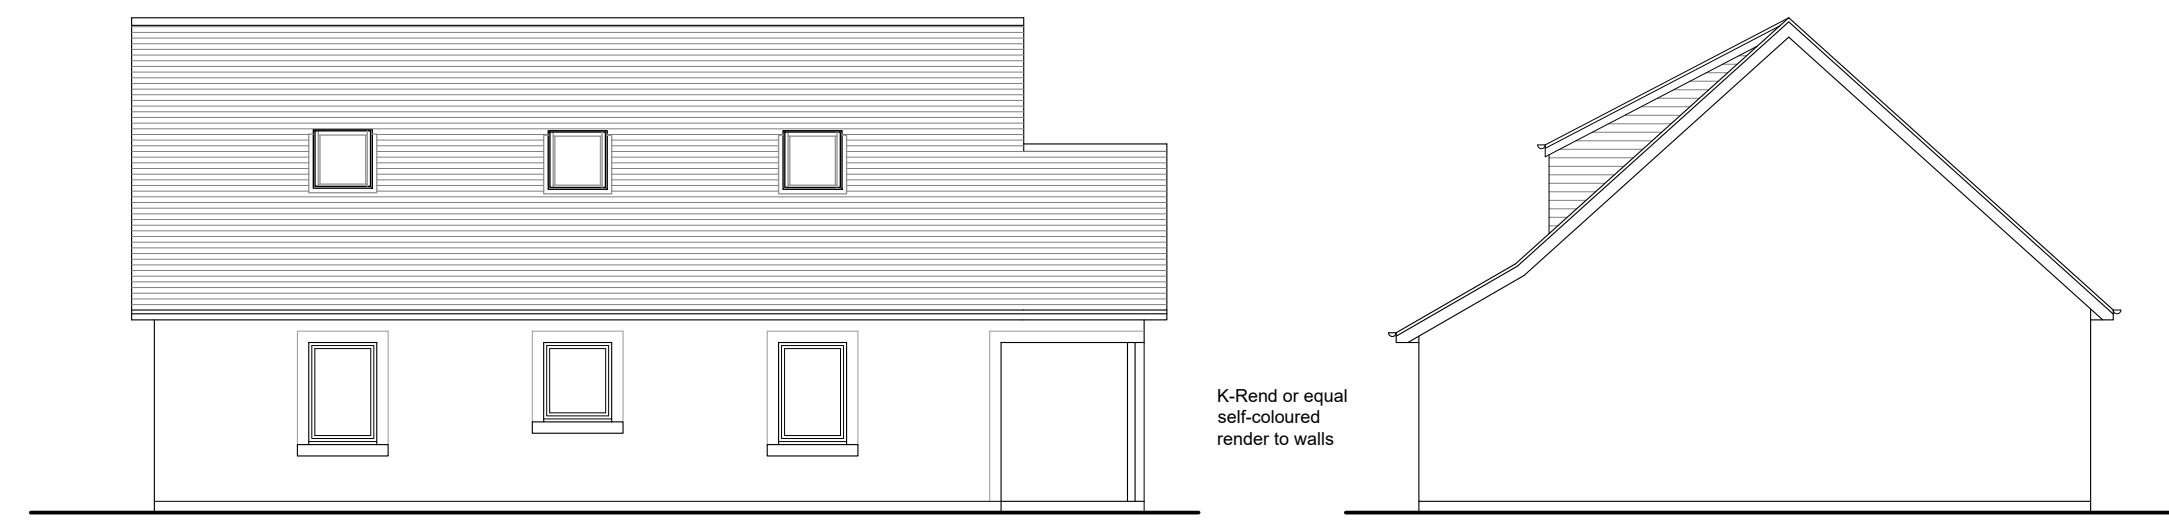 K-Rend or equal
self-coloured
render to walls